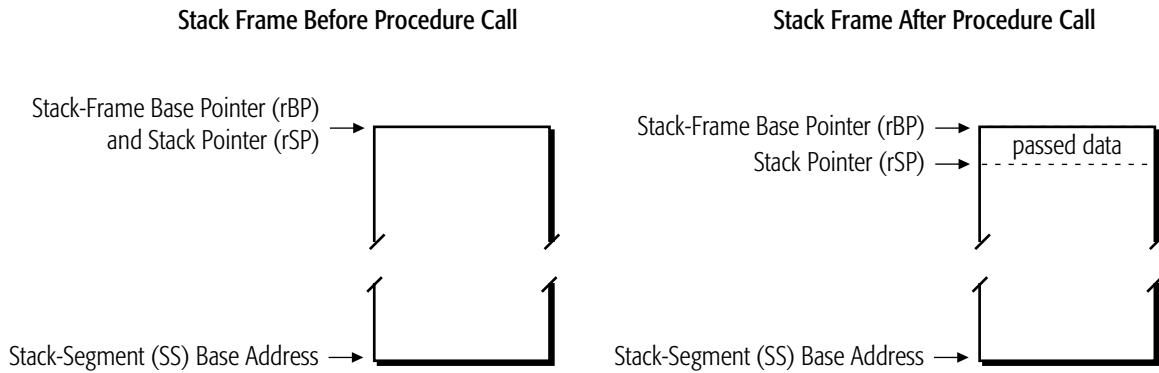 Stack Frame Before Procedure Call
Stack-Frame Base Pointer (rBP)
and Stack Pointer (rSP)
Stack-Segment (SS) Base Address
Stack Frame After Procedure Call
Stack-Frame Base Pointer (rBP)
passed data
Stack Pointer (rSP)
Stack-Segment (SS) Base Address